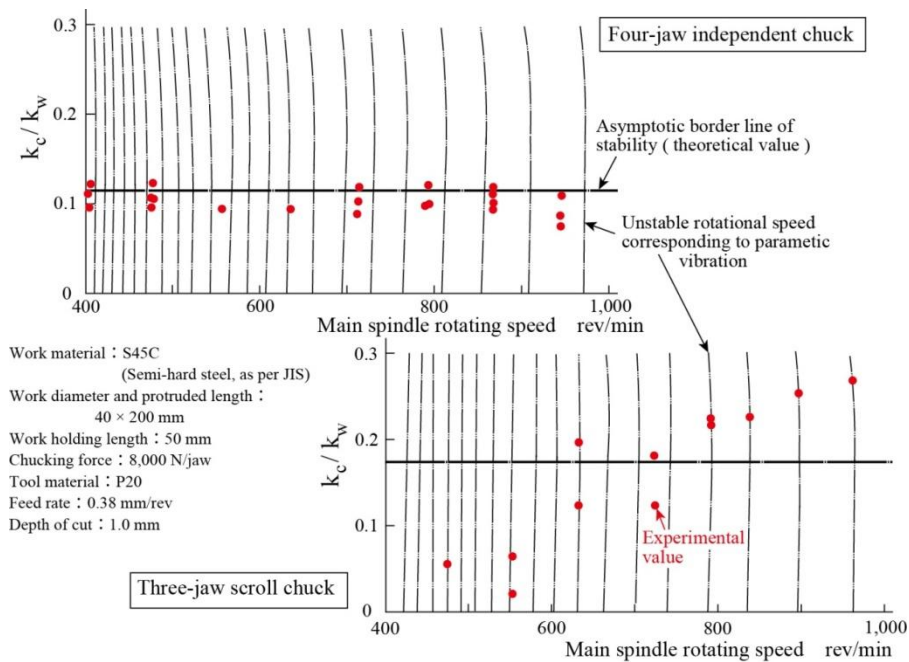 Four-jaw independent chuck
0.3
0.2
0.1
0
k_c / k_w
Asymptotic border line of
stability ( theoretical value )
Unstable rotational speed
corresponding to parametic
vibration
400
600
800
1,000
Main spindle rotating speed rev/min
Work material : S45C
(Semi-hard steel, as per JIS)
Work diameter and protruded length :
40 × 200 mm
Work holding length : 50 mm
Chucking force : 8,000 N/jaw
Tool material : P20
Feed rate : 0.38 mm/rev
Depth of cut : 1.0 mm
0.3
0.2
0.1
0
k_c / k_w
Experimental
value
Three-jaw scroll chuck
400
600
800
1,000
Main spindle rotating speed rev/min